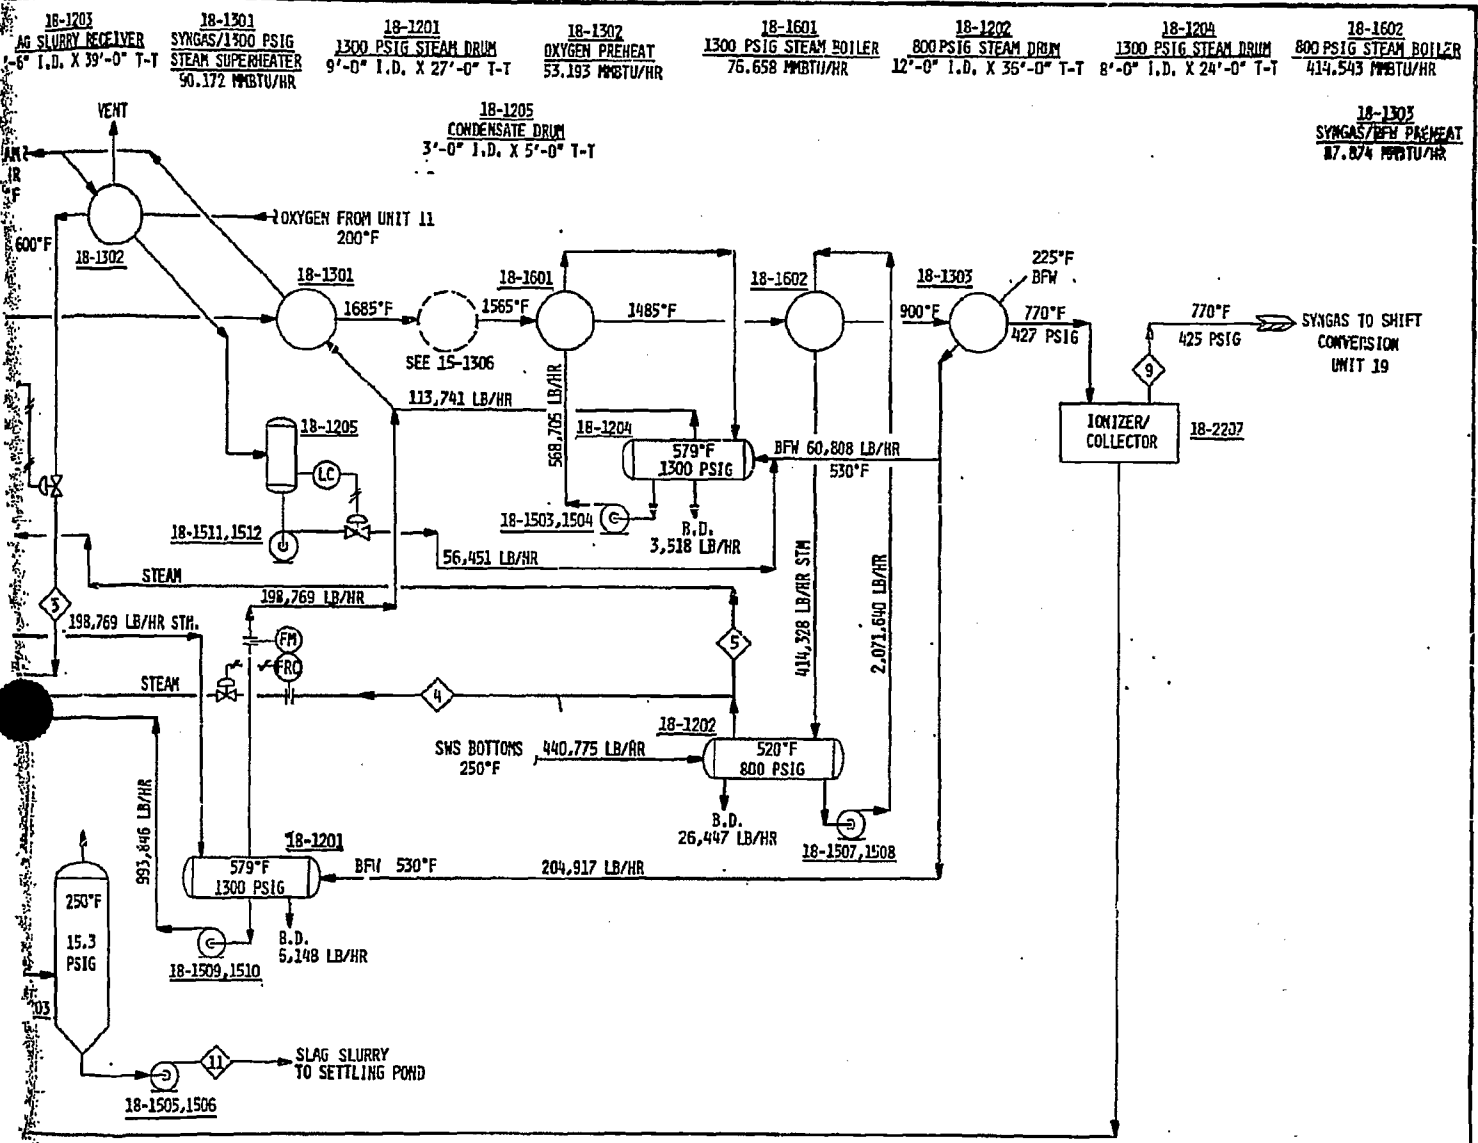 18-1203
AG SLURRY RECEIVER
'-6" I.D. X 39'-0" T-T
18-1301
SYNGAS/1300 PSIG
STEAM SUPERHEATER
90.172 MMBTU/HR
18-1201
1300 PSIG STEAM DRUM
9'-0" I.D. X 27'-0" T-T
18-1302
OXYGEN PREHEAT
53.193 MMBTU/HR
18-1601
1300 PSIG STEAM BOILER
76.658 MMBTU/HR
18-1202
800 PSIG STEAM DRUM
12'-0" I.D. X 36'-0" T-T
18-1204
1300 PSIG STEAM DRUM
8'-0" I.D. X 24'-0" T-T
18-1602
800 PSIG STEAM BOILER
414.543 MMBTU/HR
18-1205
CONDENSATE DRUM
3'-0" I.D. X 5'-0" T-T
18-1303
SYNGAS/BFW PREHEAT
87.874 MMBTU/HR
VENT
R
F
OXYGEN FROM UNIT 11
200°F
600°F
18-1302
18-1301
18-1601
18-1602
18-1303
225°F
BFW
1685°F
1565°F
1485°F
900°F
770°F
427 PSIG
770°F
425 PSIG
SYNGAS TO SHIFT
CONVERSION
UNIT 19
SEE 15-1306
9
113,741 LB/HR
568,705 LB/HR
IONIZER/
COLLECTOR
18-2207
18-1205
18-1204
579°F
1300 PSIG
BFW 60,808 LB/HR
530°F
LC
18-1503,1504
B.D.
3,518 LB/HR
18-1511,1512
56,451 LB/HR
STEAM
414,328 LB/HR STM
2,071,640 LB/HR
3
198,769 LB/HR
198,769 LB/HR STM.
FM
FRC
5
STEAM
4
18-1202
SWS BOTTOMS
250°F
440,775 LB/HR
520°F
800 PSIG
B.D.
26,447 LB/HR
18-1507,1508
993,846 LB/HR
18-1201
579°F
1300 PSIG
BFW 530°F
204,917 LB/HR
250°F
15.3
PSIG
B.D.
6,148 LB/HR
18-1509,1510
03
11
SLAG SLURRY
TO SETTLING POND
18-1505,1506